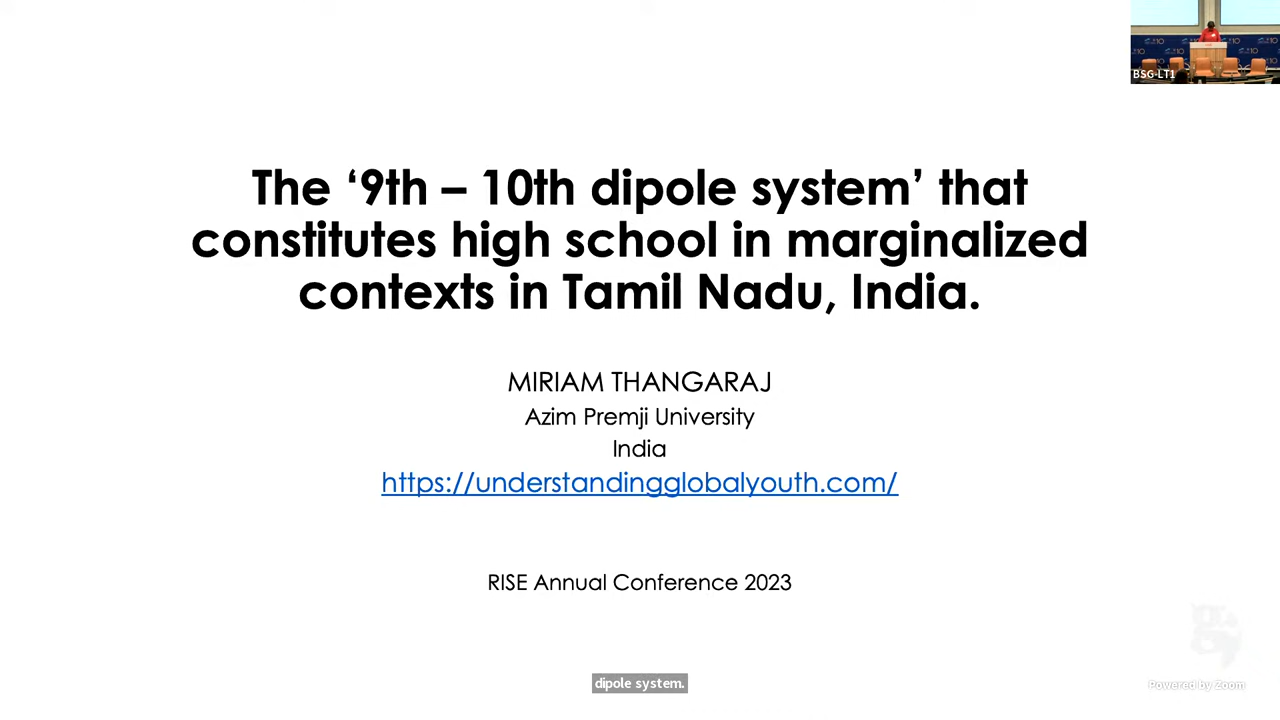 BSG-LT1
The ‘9th – 10th dipole system’ that
constitutes high school in marginalized
contexts in Tamil Nadu, India.
MIRIAM THANGARAJ
Azim Premji University
India
https://understandingglobalyouth.com/
RISE Annual Conference 2023
dipole system.
Powered by Zoom